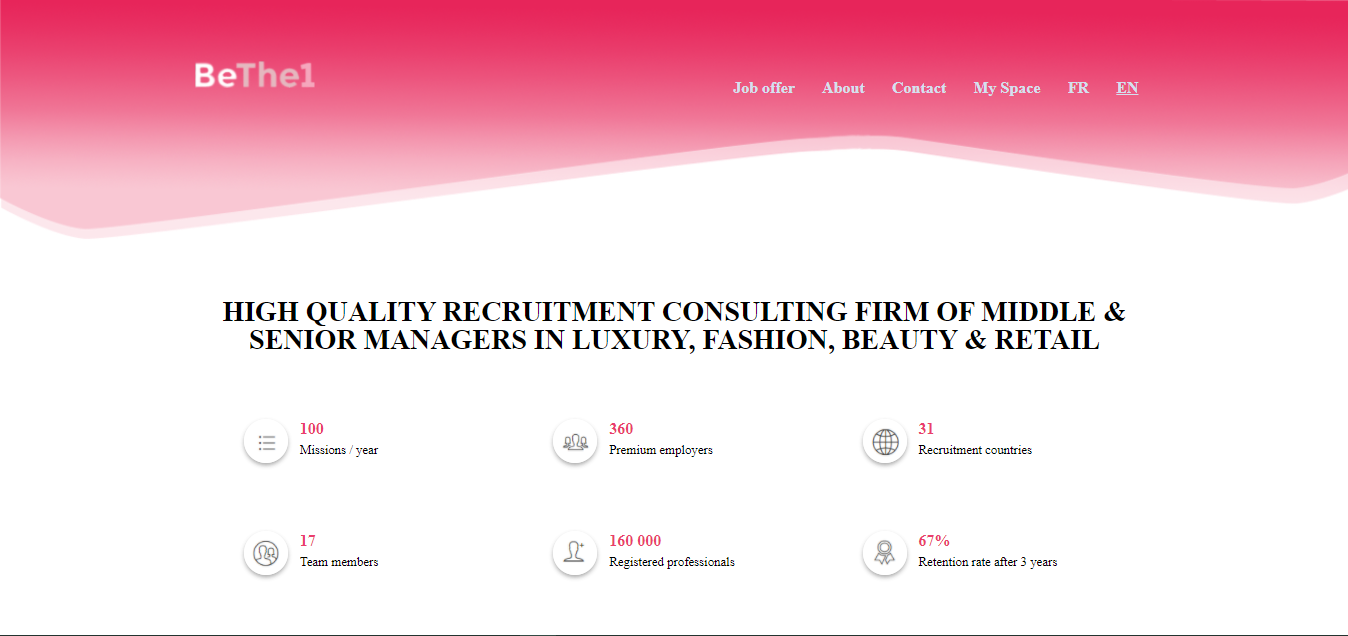 BeThe1
Job offer About Contact My Space FR EN
HIGH QUALITY RECRUITMENT CONSULTING FIRM OF MIDDLE &
SENIOR MANAGERS IN LUXURY, FASHION, BEAUTY & RETAIL
100
Missions / year
360
Premium employers
31
Recruitment countries
17
Team members
160 000
Registered professionals
67%
Retention rate after 3 years